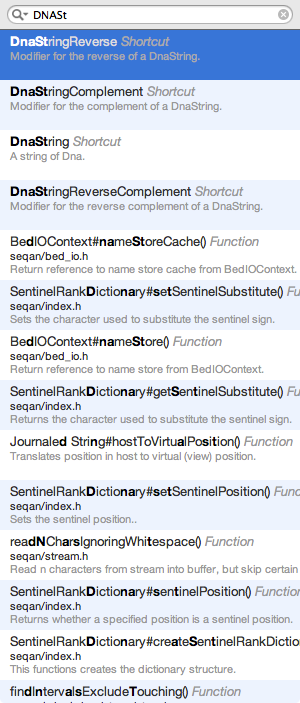 DNASt
DnaStringReverse Shortcut
Modifier for the reverse of a DnaString.
DnaStringComplement Shortcut
Modifier for the complement of a DnaString.
DnaString Shortcut
A string of Dna.
DnaStringReverseComplement Shortcut
Modifier for the reverse complement of a DnaString.
BedIOContext#nameStoreCache() Function
seqan/bed_io.h
Return reference to name store cache from BedIOContext.
SentinelRankDictionary#setSentinelSubstitute() Fu
seqan/index.h
Sets the character used to substitute the sentinel sign.
BedIOContext#nameStore() Function
seqan/bed_io.h
Return reference to name store from BedIOContext.
SentinelRankDictionary#getSentinelSubstitute() Fu
seqan/index.h
Returns the character used to substitute the sentinel sign.
Journaled String#hostToVirtualPosition() Function
Translates position in host to virtual (view) position.
SentinelRankDictionary#setSentinelPosition() Func
seqan/index.h
Sets the sentinel position..
readNCharsIgnoringWhitespace() Function
seqan/stream.h
Read n characters from stream into buffer, but skip certain
SentinelRankDictionary#sentinelPosition() Function
seqan/index.h
Returns whether a specified position is a sentinel position.
SentinelRankDictionary#createSentinelRankDictio
This functions creates the dictionary structure.
findIntervalsExcludeTouching() Function